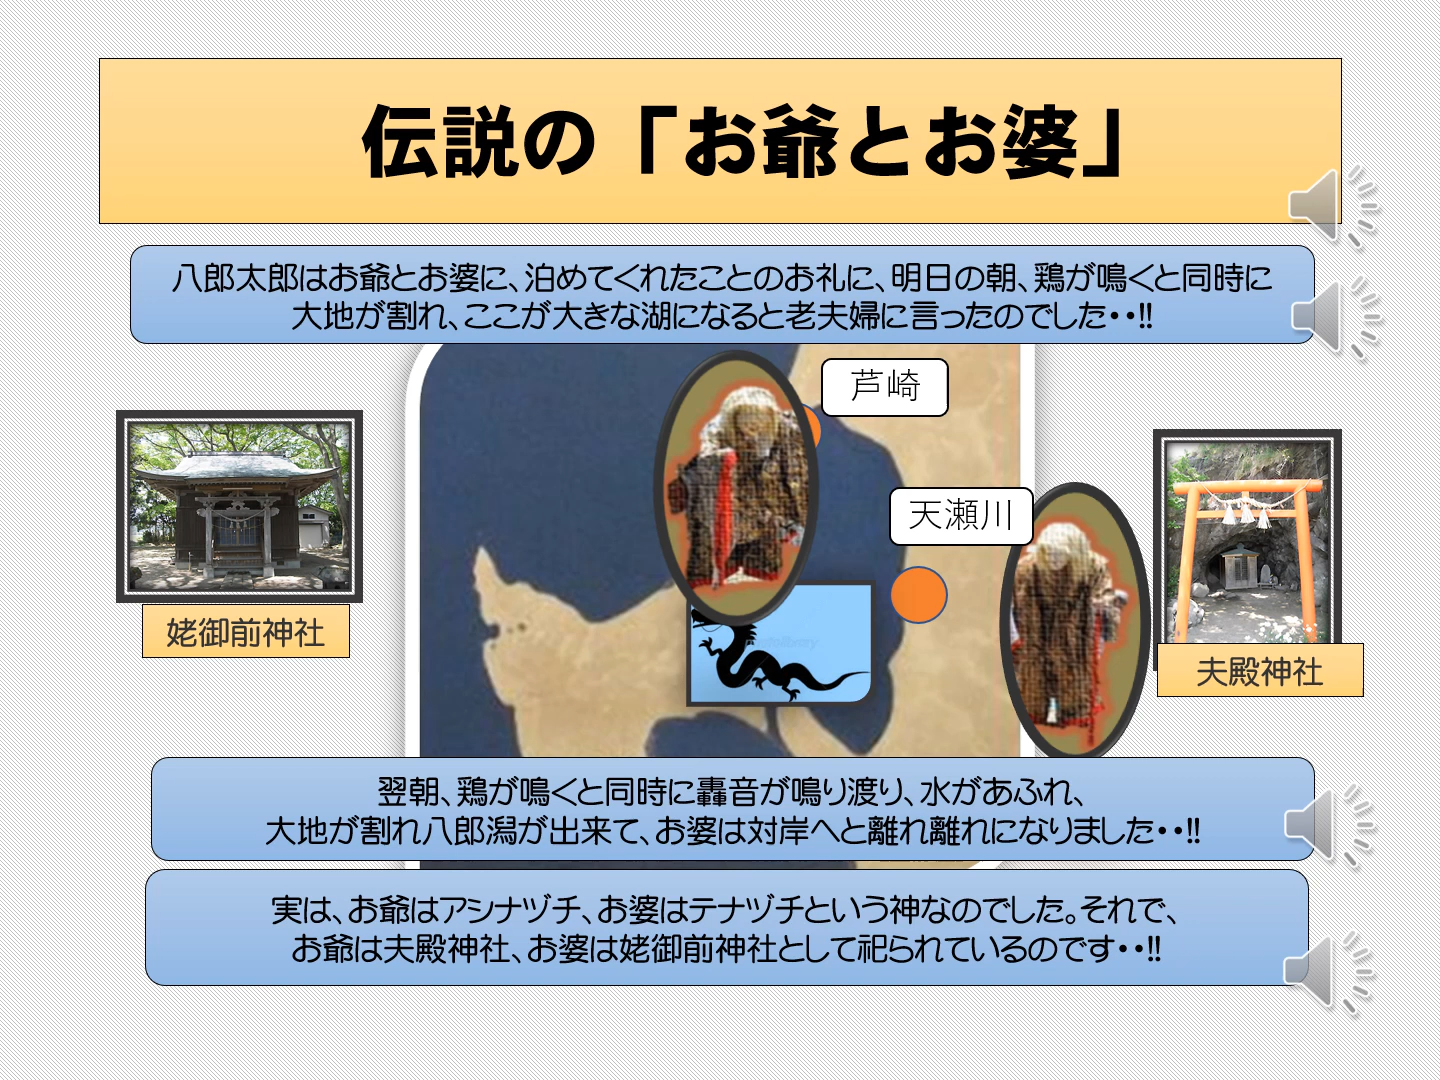 伝説の「お爺とお婆」
八郎太郎はお爺とお婆に、泊めてくれたことのお礼に、明日の朝、鶏が鳴くと同時に
大地が割れ、ここが大きな湖になると老夫婦に言ったのでした・・!!
芦崎
天瀬川
姥御前神社
夫殿神社
翌朝、鶏が鳴くと同時に轟音が鳴り渡り、水があふれ、
大地が割れ八郎潟が出来て、お婆は対岸へと離れ離れになりました・・!!
実は、お爺はアシナヅチ、お婆はテナヅチという神なのでした。それで、
お爺は夫殿神社、お婆は姥御前神社として祀られているのです・・!!